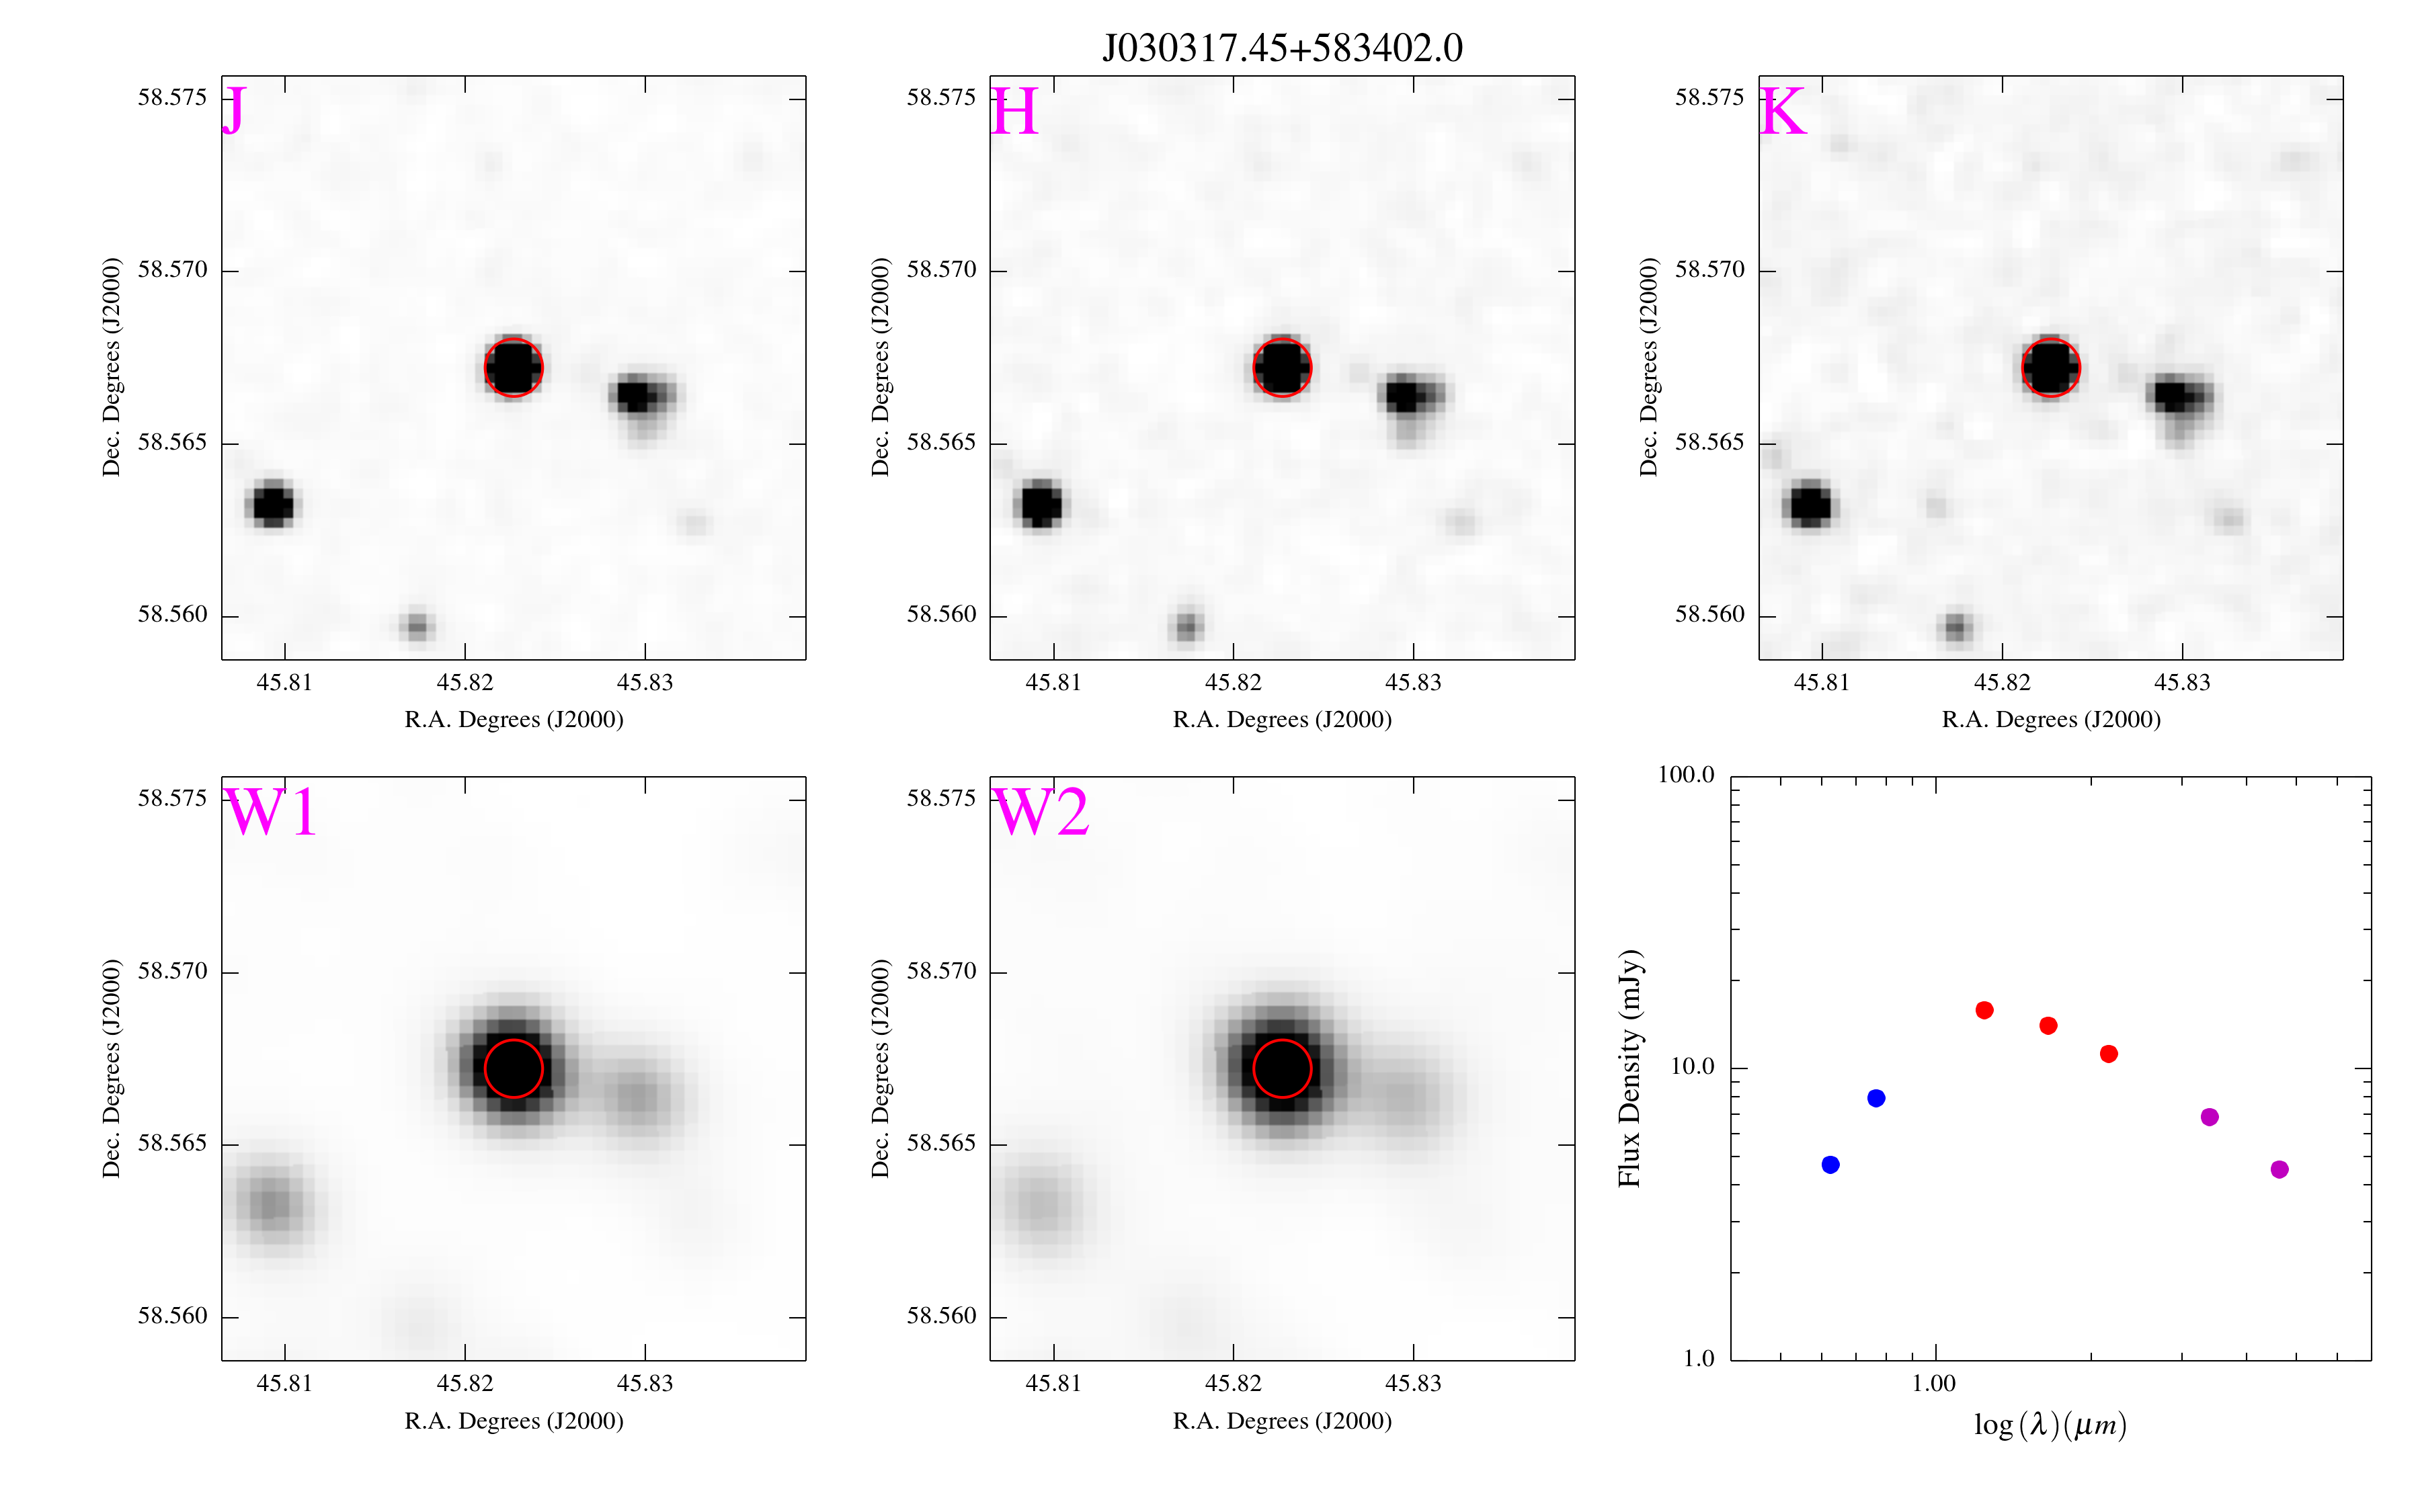 J030317.45+583402.0
J
58.575
58.570
58.565
58.560
Dec. Degrees (J2000)
45.81 45.82 45.83
R.A. Degrees (J2000)
H
58.575
58.570
58.565
58.560
Dec. Degrees (J2000)
45.81 45.82 45.83
R.A. Degrees (J2000)
K
58.575
58.570
58.565
58.560
Dec. Degrees (J2000)
45.81 45.82 45.83
R.A. Degrees (J2000)
W1
58.575
58.570
58.565
58.560
Dec. Degrees (J2000)
45.81 45.82 45.83
R.A. Degrees (J2000)
W2
58.575
58.570
58.565
58.560
Dec. Degrees (J2000)
45.81 45.82 45.83
R.A. Degrees (J2000)
100.0
10.0
1.0
Flux Density (mJy)
1.00
log(λ)(μm)